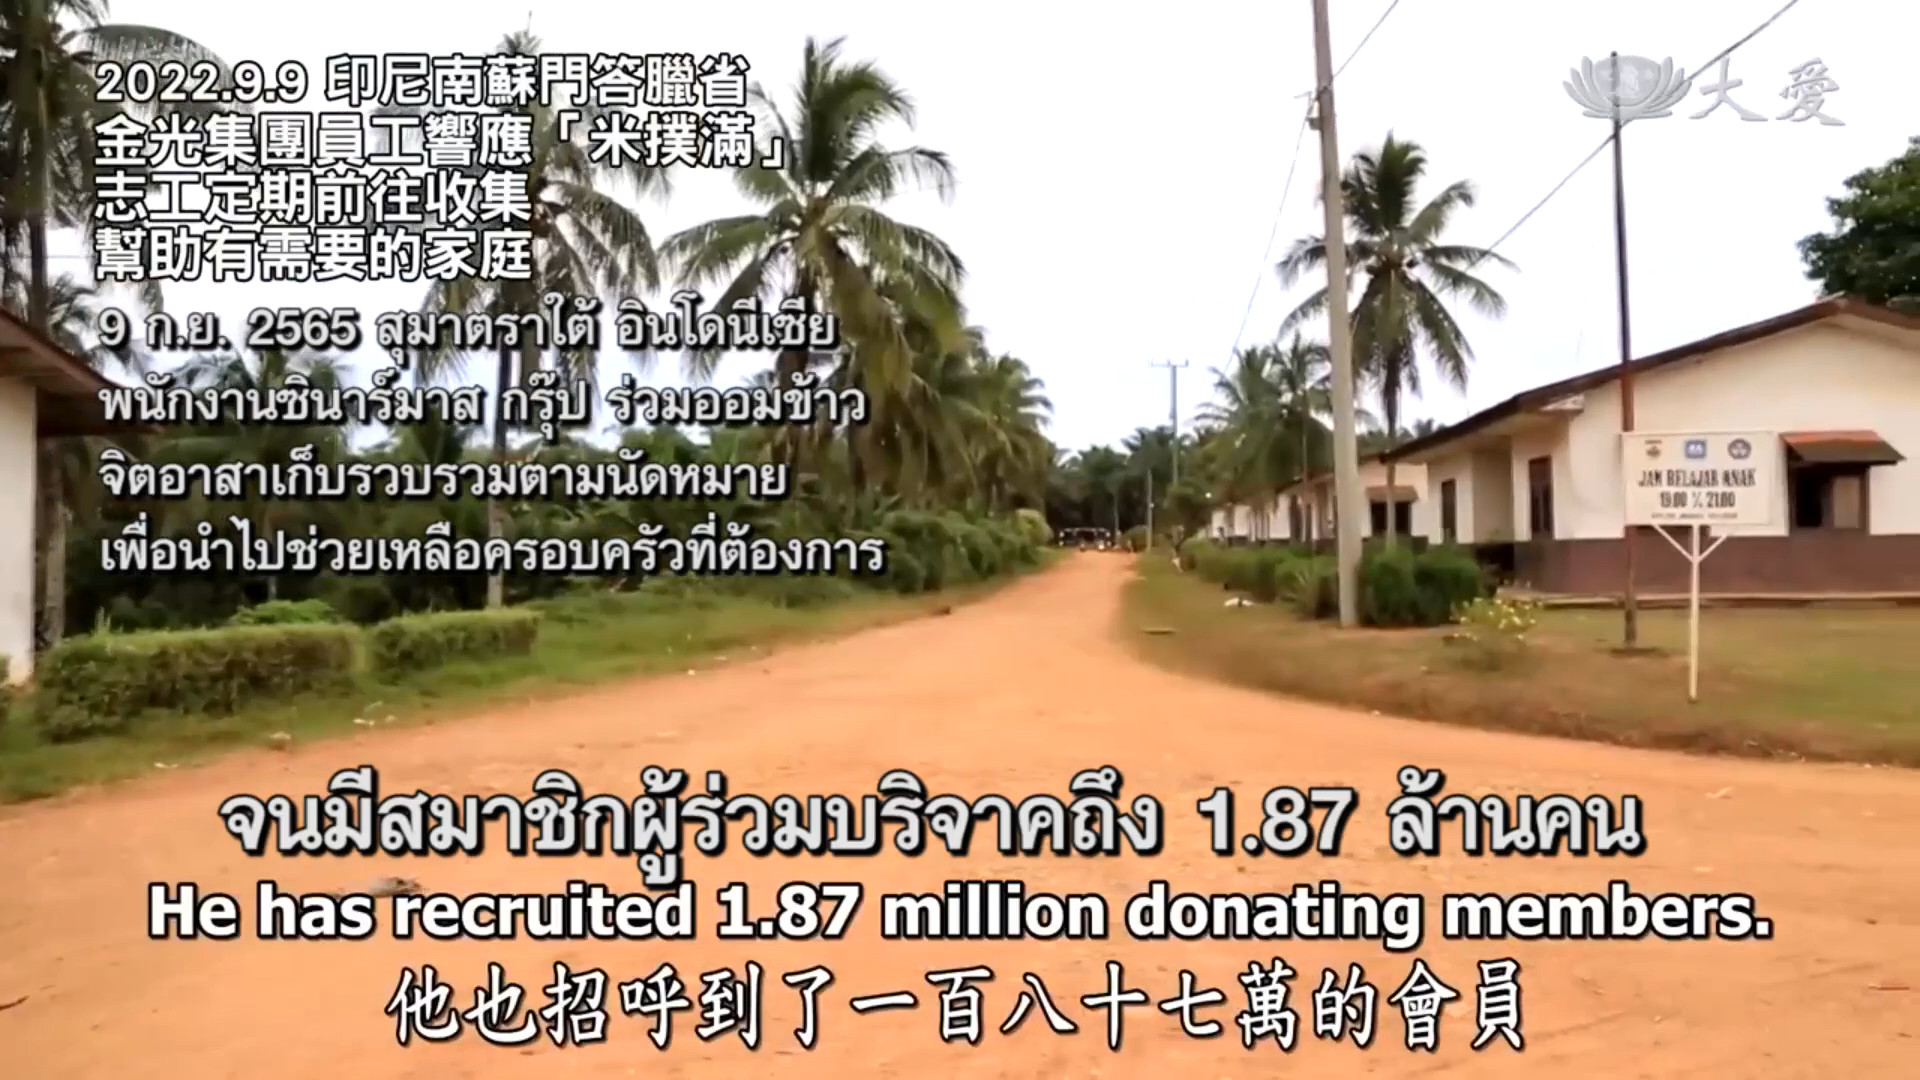 2022.9.9 印尼南蘇門答臘省
金光集團員工響應「米撲滿」
志工定期前往收集
幫助有需要的家庭
大愛
9 ก.ย. 2565 สุมาตราใต้ อินโดนีเซีย
พนักงานซินาร์มาส กรุ๊ป ร่วมออมข้าว
จิตอาสาเก็บรวบรวมตามนัดหมาย
เพื่อนำไปช่วยเหลือครอบครัวที่ต้องการ
JAM BELAJAR ANAK
จนมีสมาชิกผู้ร่วมบริจาคถึง 1.87 ล้านคน
He has recruited 1.87 million donating members.
他也招呼到了一百八十七萬的會員